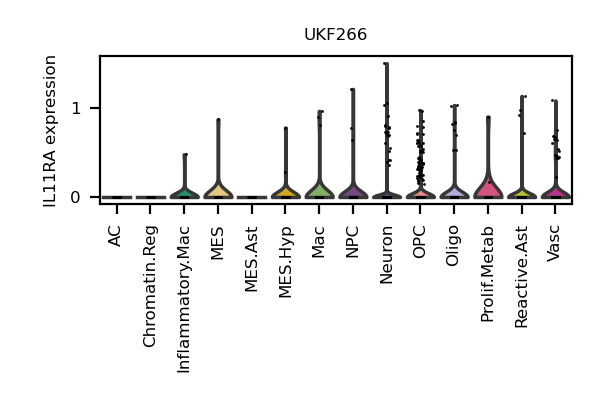 UKF266
IL11RA expression
1
0
AC
Chromatin.Reg
Inflammatory.Mac
MES
MES.Ast
MES.Hyp
Mac
NPC
Neuron
OPC
Oligo
Prolif.Metab
Reactive.Ast
Vasc